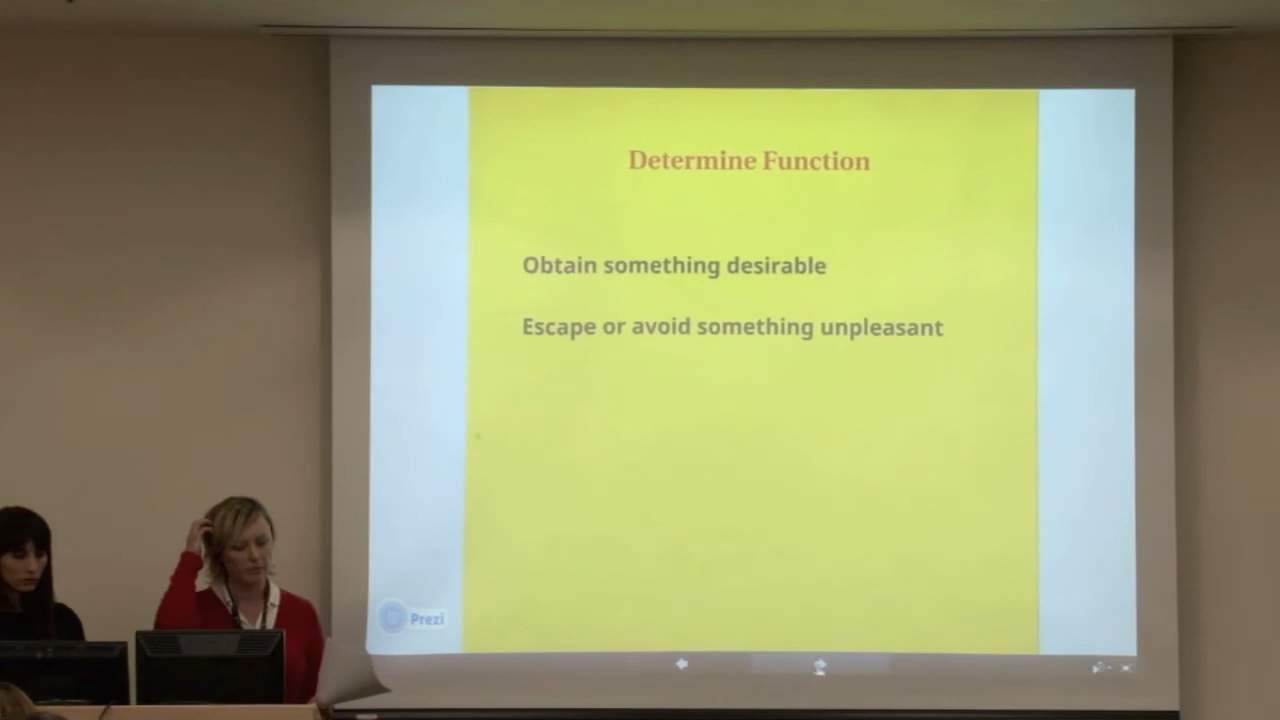 Determine Function
Obtain something desirable
Escape or avoid something unpleasant
Prezi